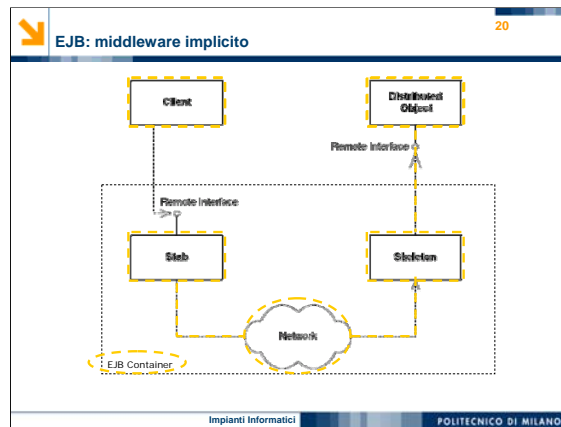 20
EJB: middleware implicito
Client
Distributed
Object
Remote Interface
Remote Interface
Stub
Skeleton
Network
EJB Container
Impianti Informatici
POLITECNICO DI MILANO